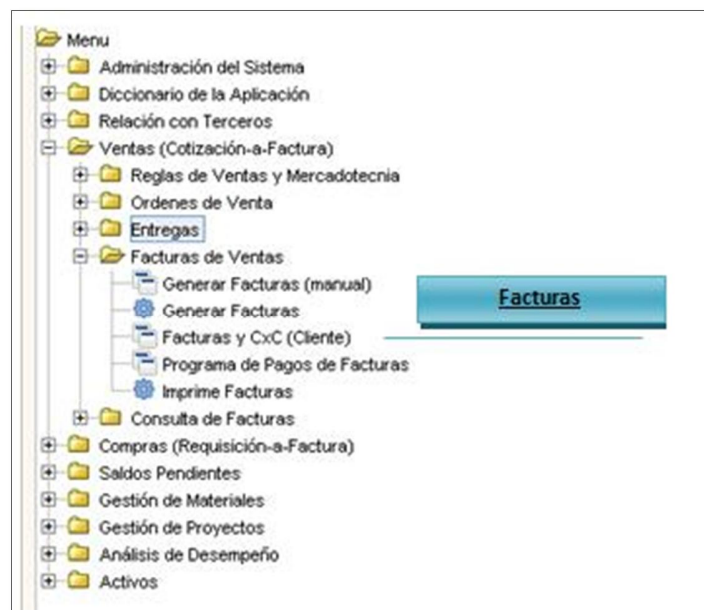 Menu
Administración del Sistema
Diccionario de la Aplicación
Relación con Terceros
Ventas (Cotización-a-Factura)
Reglas de Ventas y Mercadotecnia
Ordenes de Venta
Entregas
Facturas de Ventas
Generar Facturas (manual)
Facturas
Generar Facturas
Facturas y CxC (Cliente)
Programa de Pagos de Facturas
Imprime Facturas
Consulta de Facturas
Compras (Requisición-a-Factura)
Saldos Pendientes
Gestión de Materiales
Gestión de Proyectos
Análisis de Desempeño
Activos